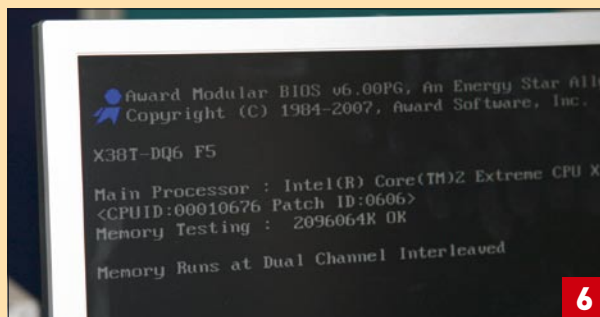 Award Modular BIOS v6.00PG, An Energy Star
Copyright (C) 1984-2007, Award Software, Inc.
X38T-DQ6 F5
Main Processor : Intel(R) Core(TM)2 Extreme CPU X
<CPUID:00010676 Patch ID:0606>
Memory Testing : 2096064K OK
Memory Runs at Dual Channel Interleaved
6